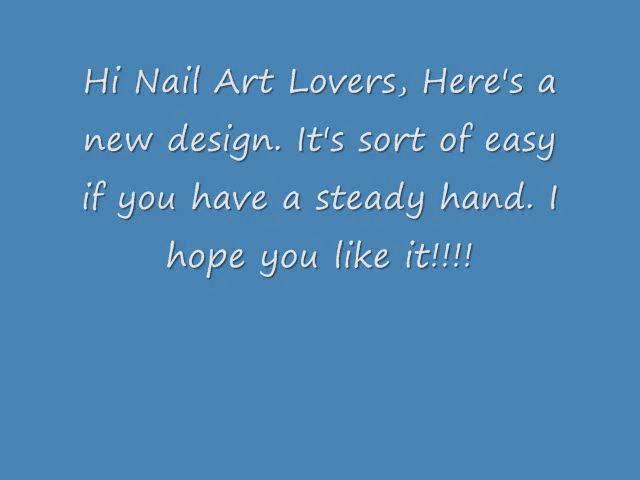 Hi Nail Art Lovers, Here's a
new design. It's sort of easy
if you have a steady hand. I
hope you like it!!!!